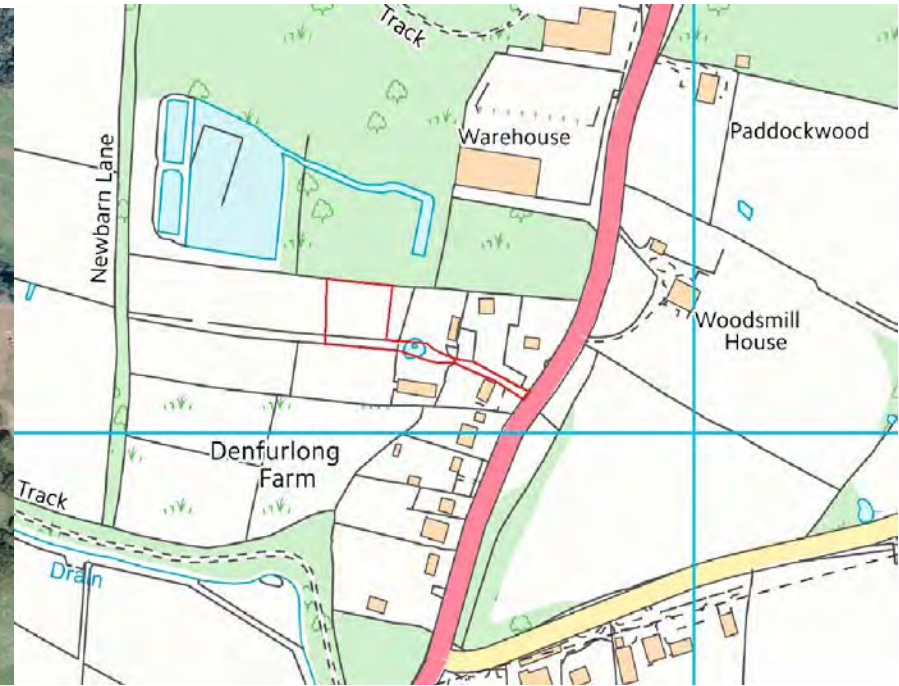 Track
Warehouse
Paddockwood
Newbarn Lane
Woodsmill
House
Denfurlong
Farm
Track
Drain